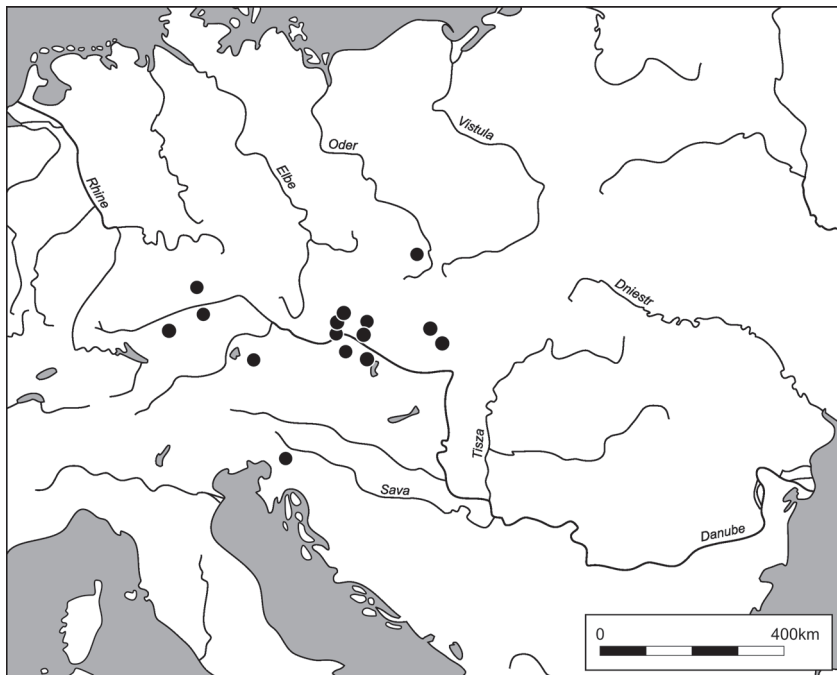 Vistula
Oder
Elbe
Rhine
Dniestr
Tisza
Sava
Danube
0 400km